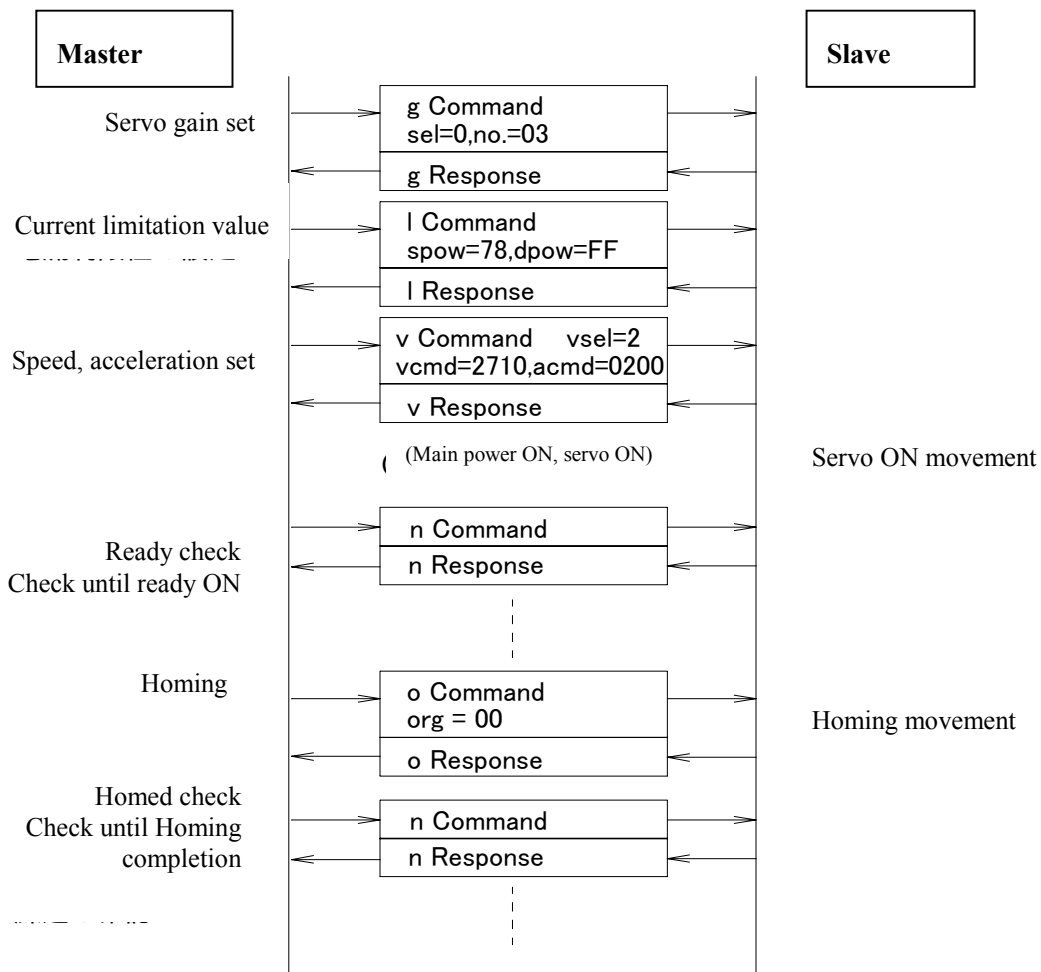 Master
Slave
Servo gain set
g Command
sel=0,no.=03
g Response
Current limitation value
l Command
spow=78,dpow=FF
l Response
Speed, acceleration set
v Command vsel=2
vcmd=2710,acmd=0200
v Response
(Main power ON, servo ON)
Servo ON movement
Ready check
Check until ready ON
n Command
n Response
Homing
o Command
org = 00
o Response
Homing movement
Homed check
Check until Homing
completion
n Command
n Response